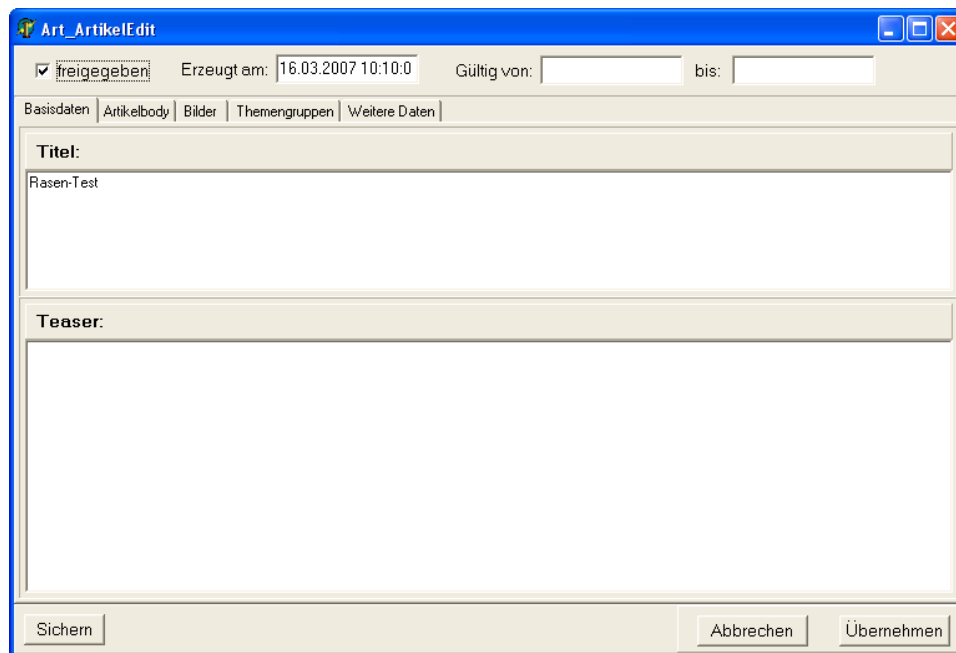 Art_ArtikelEdit
freigegeben Erzeugt am: 16.03.2007 10:10:0 Gültig von: bis:
Basisdaten Artikelbody Bilder Themengruppen Weitere Daten
Titel:
Rasen-Test
Teaser:
Sichern Abbrechen Übernehmen